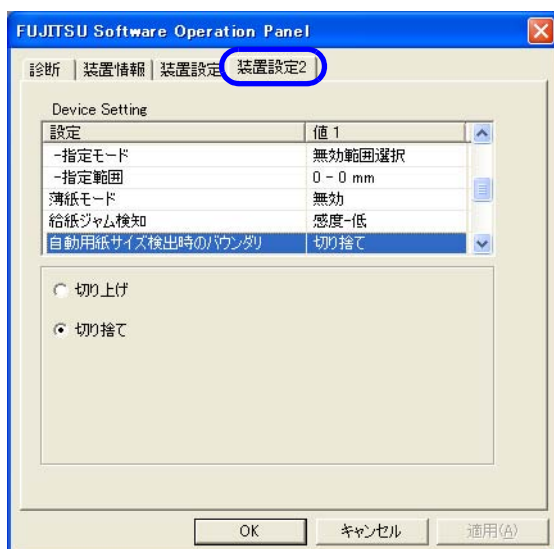 FUJITSU Software Operation Panel
診断 装置情報 装置設定 装置設定2
Device Setting
設定 値 1
-指定モード 無効範囲選択
-指定範囲 0 - 0 mm
薄紙モード 無効
給紙ジャム検知 感度-低
自動用紙サイズ検出時のバウンダリ 切り捨て
切り上げ
切り捨て
OK キャンセル 適用(A)